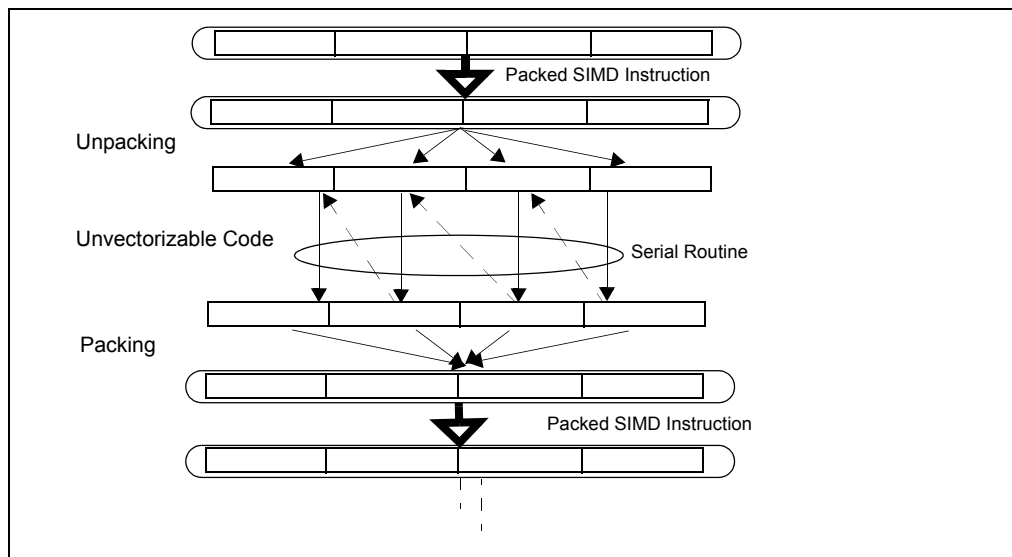 Packed SIMD Instruction
Unpacking
Unvectorizable Code
Serial Routine
Packing
Packed SIMD Instruction